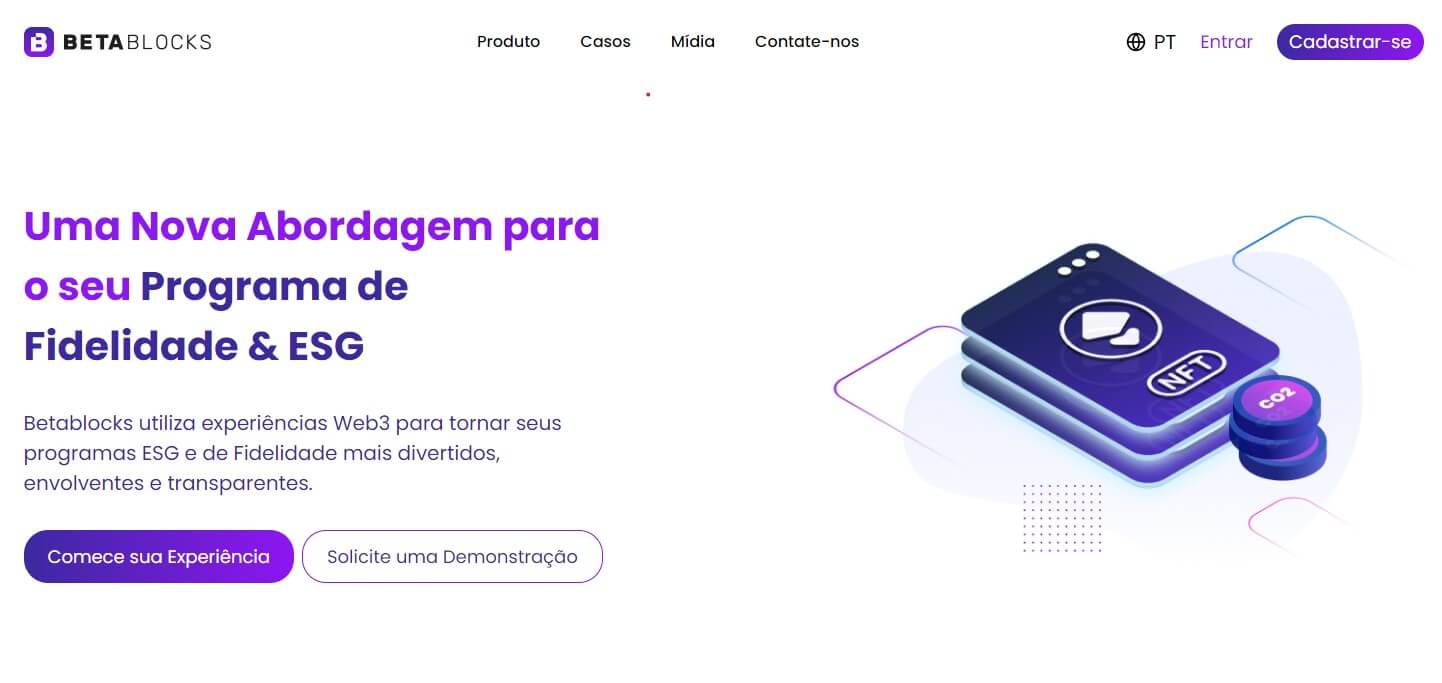 BETABLOCKS
Produto Casos Mídia Contate-nos
PT Entrar Cadastrar-se
Uma Nova Abordagem para
o seu Programa de
Fidelidade & ESG
Betablocks utiliza experiências Web3 para tornar seus
programas ESG e de Fidelidade mais divertidos,
envolventes e transparentes.
Comece sua Experiência Solicite uma Demonstração
NFT
CO2